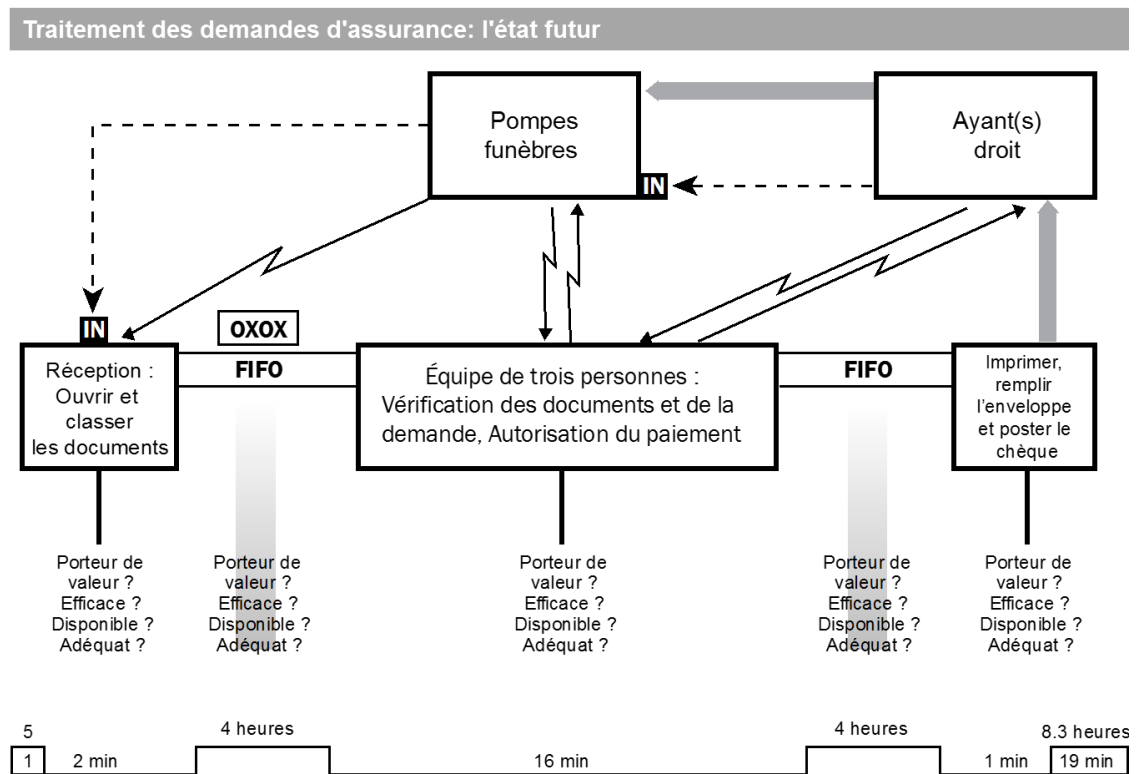 Traitement des demandes d'assurance: l'état futur
Pompes
funèbres
Ayant(s)
droit
IN
IN
OXOX
FIFO
FIFO
Réception :
Ouvrir et
classer
les documents
Équipe de trois personnes :
Vérification des documents et de la
demande, Autorisation du paiement
Imprimer,
remplir
l'enveloppe
et poster le
chèque
Porteur de
valeur ?
Efficace ?
Disponible ?
Adéquat ?
Porteur de
valeur ?
Efficace ?
Disponible ?
Adéquat ?
Porteur de
valeur ?
Efficace ?
Disponible ?
Adéquat ?
Porteur de
valeur ?
Efficace ?
Disponible ?
Adéquat ?
Porteur de
valeur ?
Efficace ?
Disponible ?
Adéquat ?
5
4 heures
4 heures
8.3 heures
1
2 min
16 min
1 min
19 min